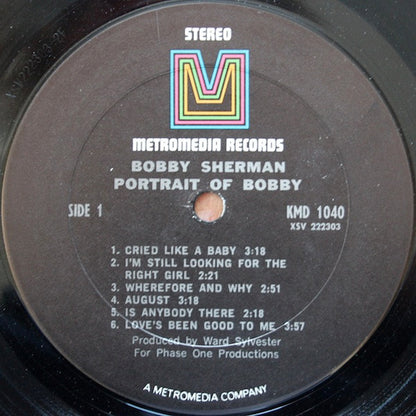 STEREO
M
METROMEDIA RECORDS
BOBBY SHERMAN
PORTRAIT OF BOBBY
SIDE 1
KMD 1040
XSV 222303
1. CRIED LIKE A BABY 3:18
2. I'M STILL LOOKING FOR THE
RIGHT GIRL 2:21
3. WHEREFORE AND WHY 2:51
4. AUGUST 3:18
5. IS ANYBODY THERE 2:18
6. LOVE'S BEEN GOOD TO ME 3:57
Produced by Ward Sylvester
For Phase One Productions
A METROMEDIA COMPANY